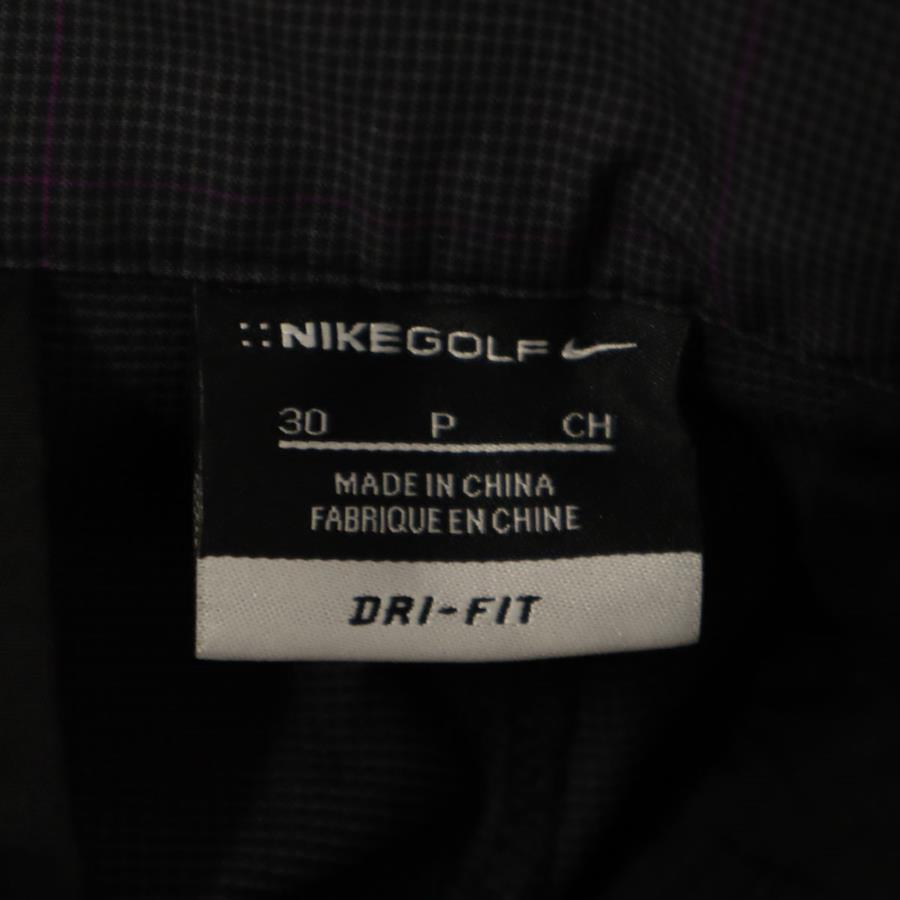 ::NIKEGOLF
30 P CH
MADE IN CHINA
FABRIQUE EN CHINE
DRI-FIT